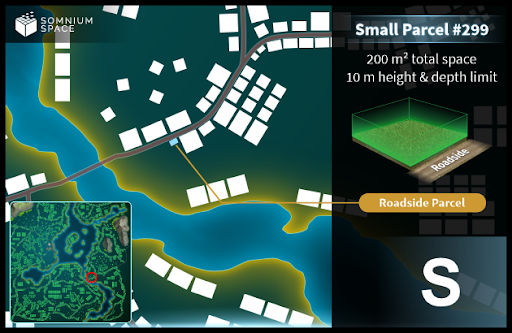 SOMNIUM
SPACE
Small Parcel #299
200 m² total space
10 m height & depth limit
Roadside
Roadside Parcel
S